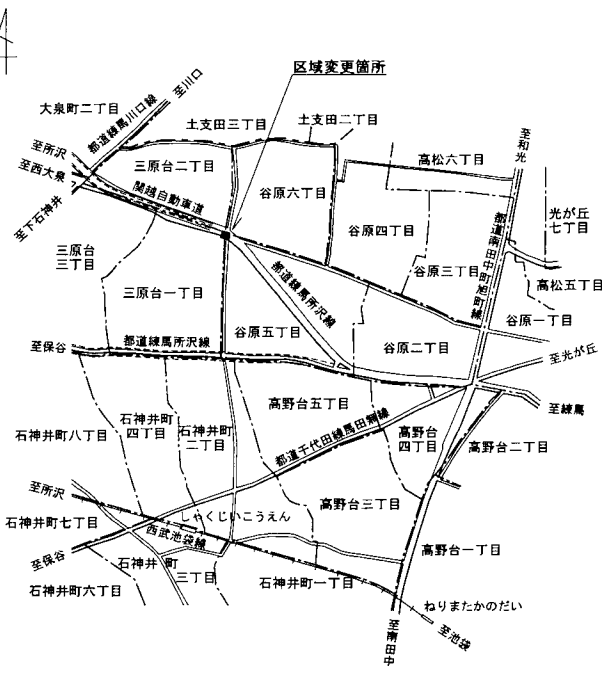 区域変更箇所
至川口
大泉町二丁目
都道練馬川口線
土支田三丁目
土支田二丁目
至和光
至所沢
至西大泉
三原台二丁目
高松六丁目
関越自動車道
谷原六丁目
至下石神井
谷原四丁目
都道南田中町旭町線
光が丘
七丁目
三原台
三丁目
都道練馬所沢線
谷原三丁目
高松五丁目
三原台一丁目
谷原五丁目
谷原一丁目
都道練馬所沢線
谷原二丁目
至保谷
至光が丘
高野台五丁目
至練馬
石神井町八丁目
石神井町
四丁目
石神井町
二丁目
高野台
四丁目
高野台二丁目
都道千代田練馬田無線
至所沢
高野台三丁目
石神井町七丁目
しゃくじいこうえん
西武池袋線
至保谷
高野台一丁目
石神井町
三丁目
石神井町一丁目
石神井町六丁目
ねりまたかのだい
至池袋
至南田中